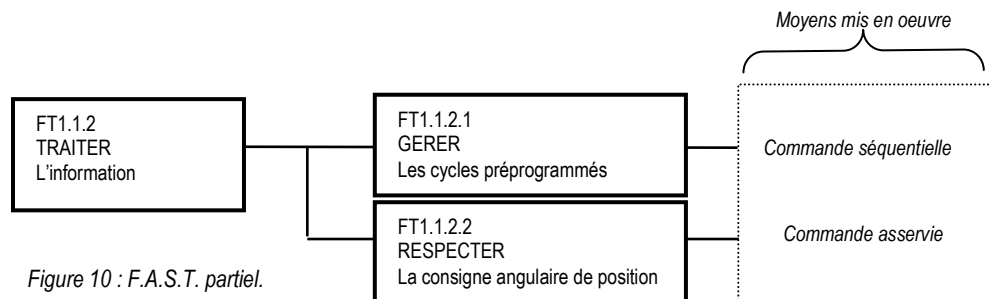 Moyens mis en oeuvre
FT1.1.2
TRAITER
L'information
FT1.1.2.1
GERER
Les cycles préprogrammés
Commande séquentielle
FT1.1.2.2
RESPECTER
La consigne angulaire de position
Commande asservie
Figure 10 : F.A.S.T. partiel.